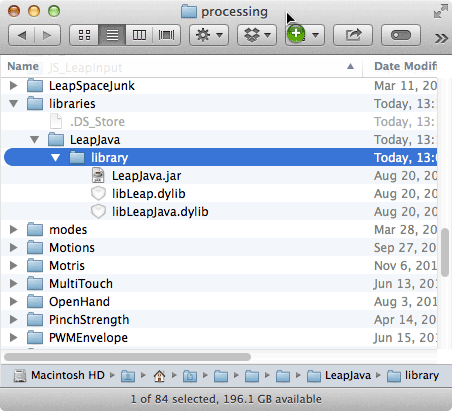 processing
Name Date Modifi
JS_LeapInput
LeapSpaceJunk Mar 11, 20
libraries Today, 13:
.DS_Store Today, 13:
LeapJava Today, 13:
library Today, 13:0
LeapJava.jar Aug 20, 20
libLeap.dylib Aug 20, 20
libLeapJava.dylib Aug 20, 20
modes Mar 28, 20
Motions Sep 27, 20
Motris Nov 6, 201
MultiTouch Jun 13, 20
OpenHand Aug 3, 201
PinchStrength Apr 14, 20
PWMEnvelope Jun 15, 20
Macintosh HD LeapJava library
1 of 84 selected, 196.1 GB available